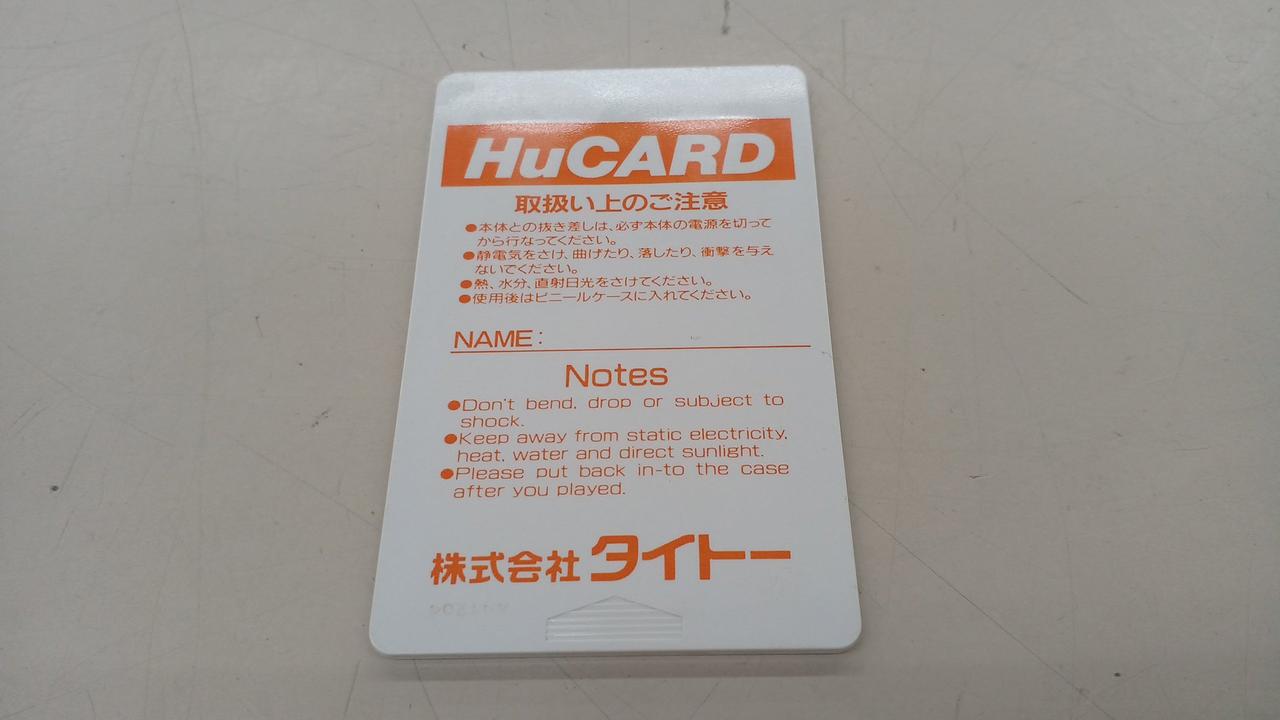 HuCARD
取扱い上のご注意
●本体との抜き差しは、必ず本体の電源を切って
から行なってください。
●静電気をさけ、曲げたり、落したり、衝撃を与え
ないでください。
●熱、水分、直射日光をさけてください。
●使用後はビニールケースに入れてください。
NAME:
Notes
●Don't bend, drop or subject to
shock.
●Keep away from static electricity,
heat, water and direct sunlight.
●Please put back in-to the case
after you played.
株式会社 タイトー